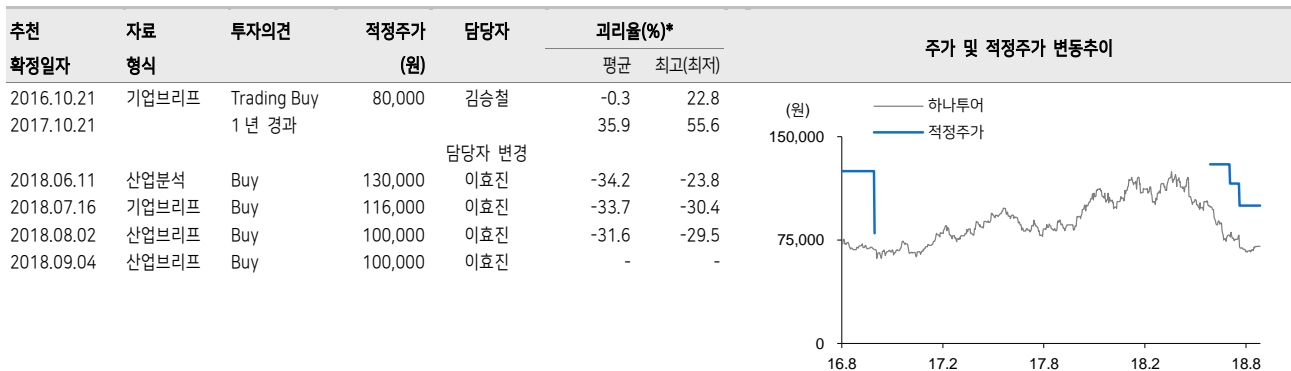 추천 자료 투자의견 적정주가 담당자 괴리율(%)* 주가 및 적정주가 변동추이
확정일자 형식 (원) 평균 최고(최저)
2016.10.21 기업브리프 Trading Buy 80,000 김승철 -0.3 22.8
2017.10.21 1년 경과 35.9 55.6
담당자 변경
2018.06.11 산업분석 Buy 130,000 이효진 -34.2 -23.8
2018.07.16 기업브리프 Buy 116,000 이효진 -33.7 -30.4
2018.08.02 산업브리프 Buy 100,000 이효진 -31.6 -29.5
2018.09.04 산업브리프 Buy 100,000 이효진 - -
(원)
하나투어
적정주가
150,000
75,000
0
16.8 17.2 17.8 18.2 18.8